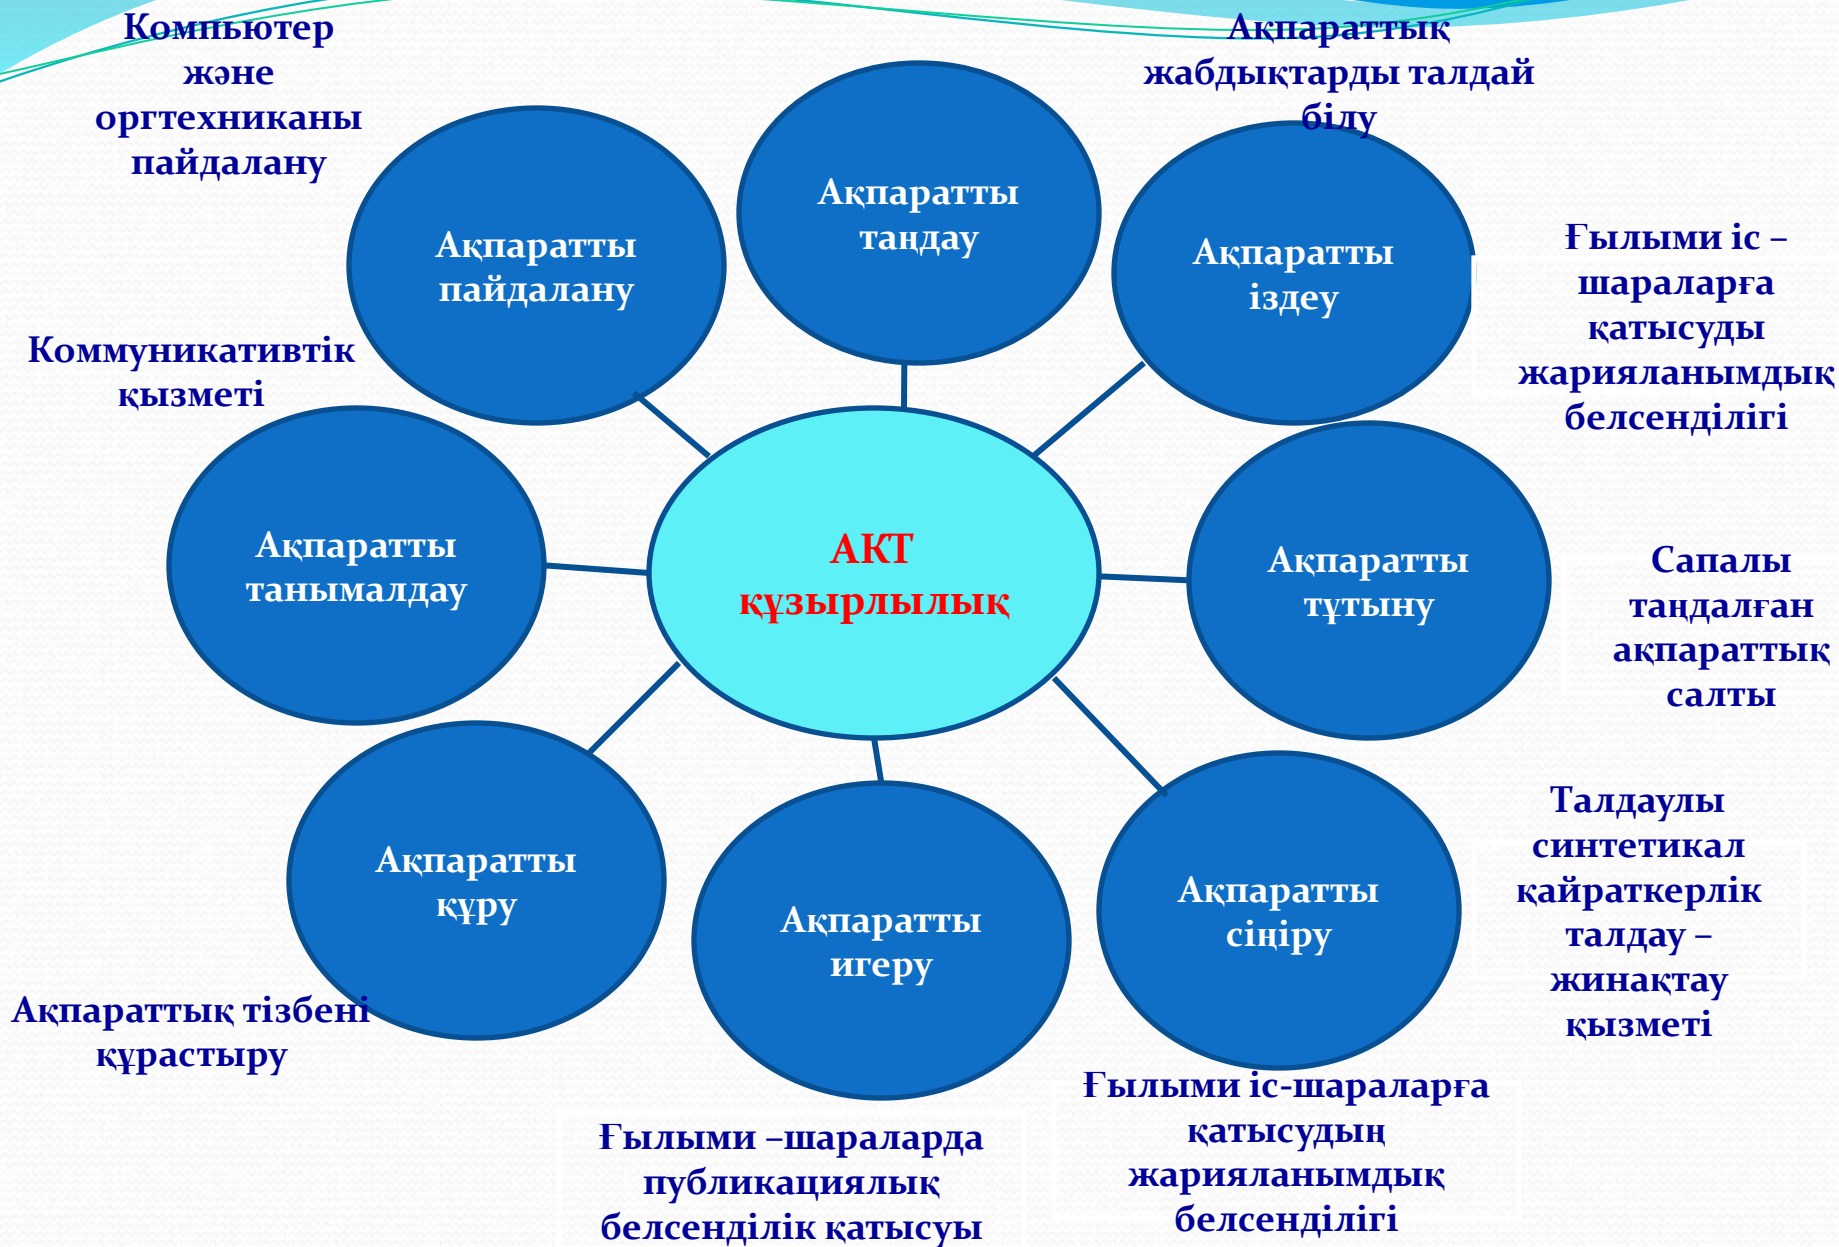 Компьютер
және
оргтехниканы
пайдалану
Ақпараттық
жабдықтарды талдай
білу
Ақпаратты
таңдау
Ақпаратты
пайдалану
Ақпаратты
іздеу
Ғылыми іс –
шараларға
қатысуды
жарияланымдық
белсенділігі
Коммуникативтік
қызметі
Ақпаратты
танымалдау
АКТ
құзырлылық
Ақпаратты
тұтыну
Сапалы
таңдалған
ақпараттық
салты
Ақпаратты
құру
Ақпаратты
игеру
Ақпаратты
сіңіру
Талдаулы
синтетикал
қайраткерлік
талдау –
жинақтау
қызметі
Ақпараттық тізбені
құрастыру
Ғылыми –шараларда
публикациялық
белсенділік қатысуы
Ғылыми іс-шараларға
қатысудың
жарияланымдық
белсенділігі